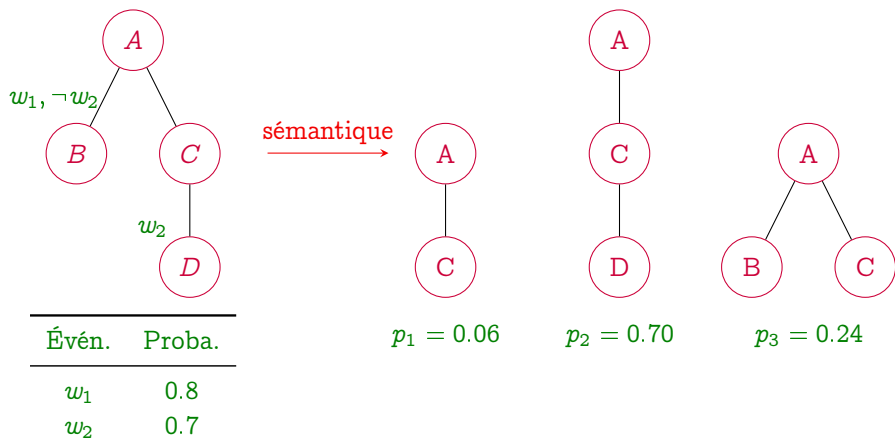 A
w₁, ¬w₂
B
C
w₂
D
Évén. Proba.
w₁ 0.8
w₂ 0.7
sémantique
A
C
p₁ = 0.06
A
C
D
p₂ = 0.70
A
B C
p₃ = 0.24